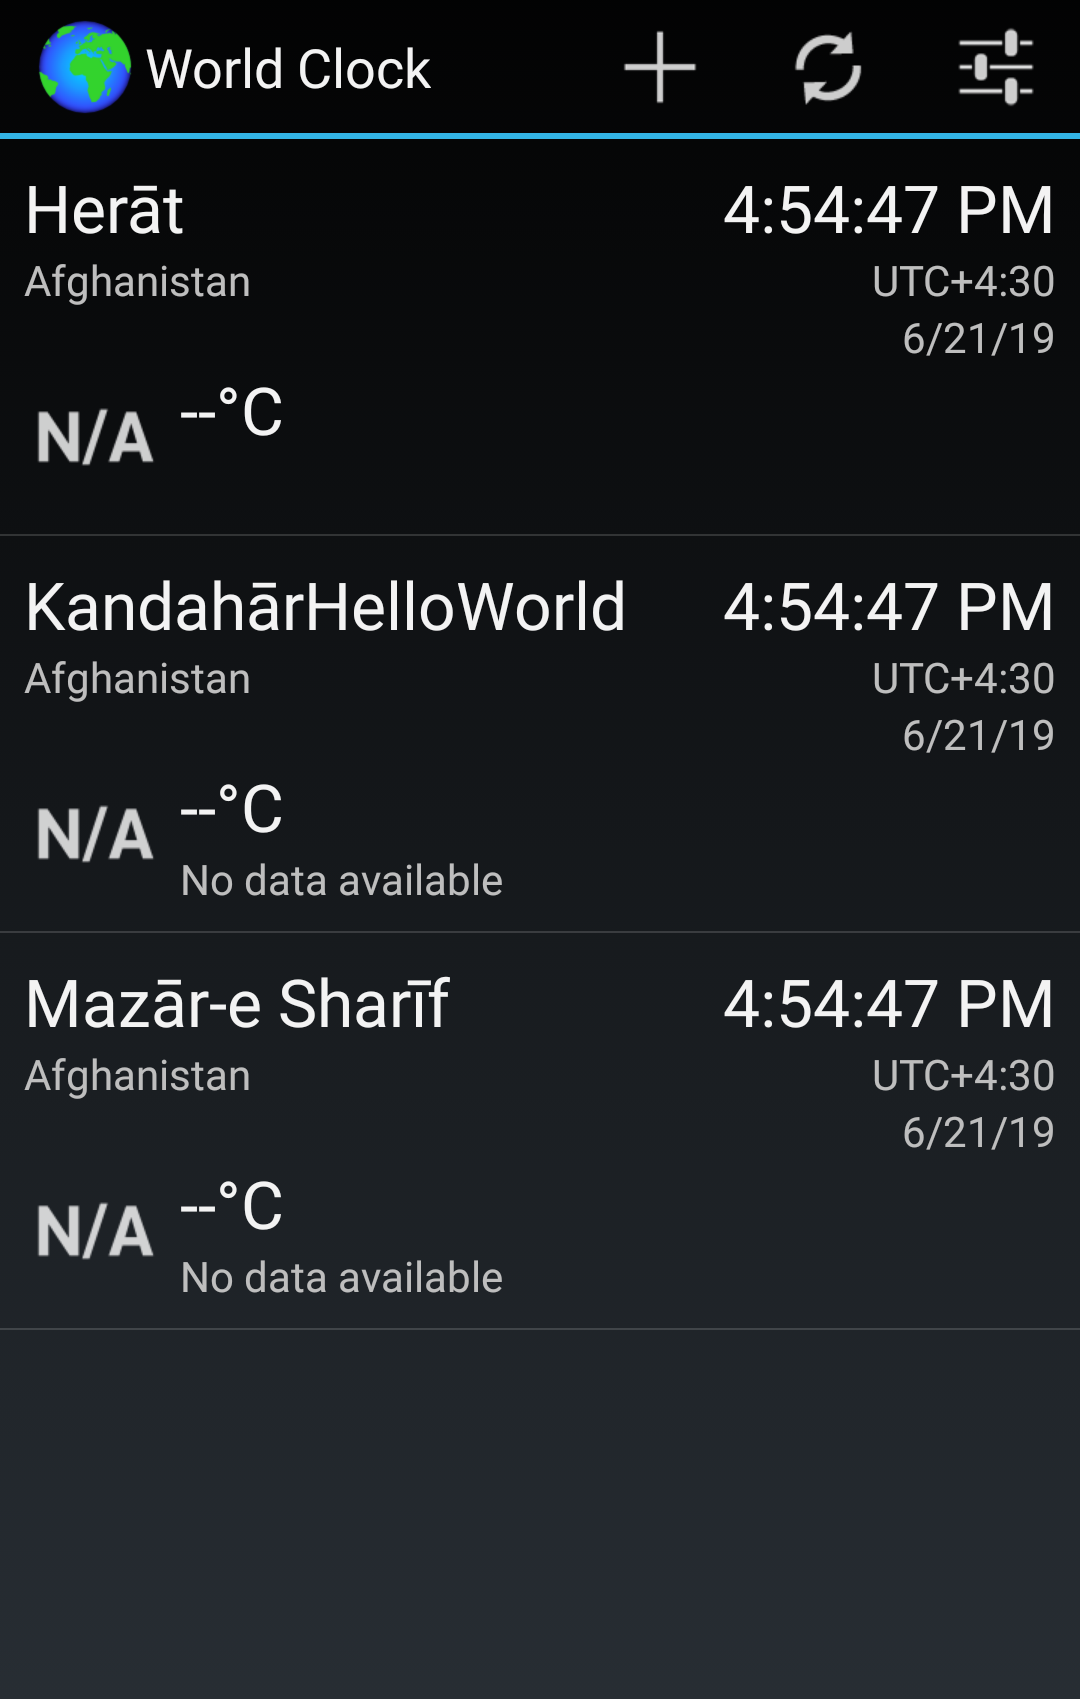 World Clock
Herāt 4:54:47 PM
Afghanistan UTC+4:30
6/21/19
N/A --°C
KandahārHelloWorld 4:54:47 PM
Afghanistan UTC+4:30
6/21/19
N/A --°C
No data available
Mazār-e Sharīf 4:54:47 PM
Afghanistan UTC+4:30
6/21/19
N/A --°C
No data available